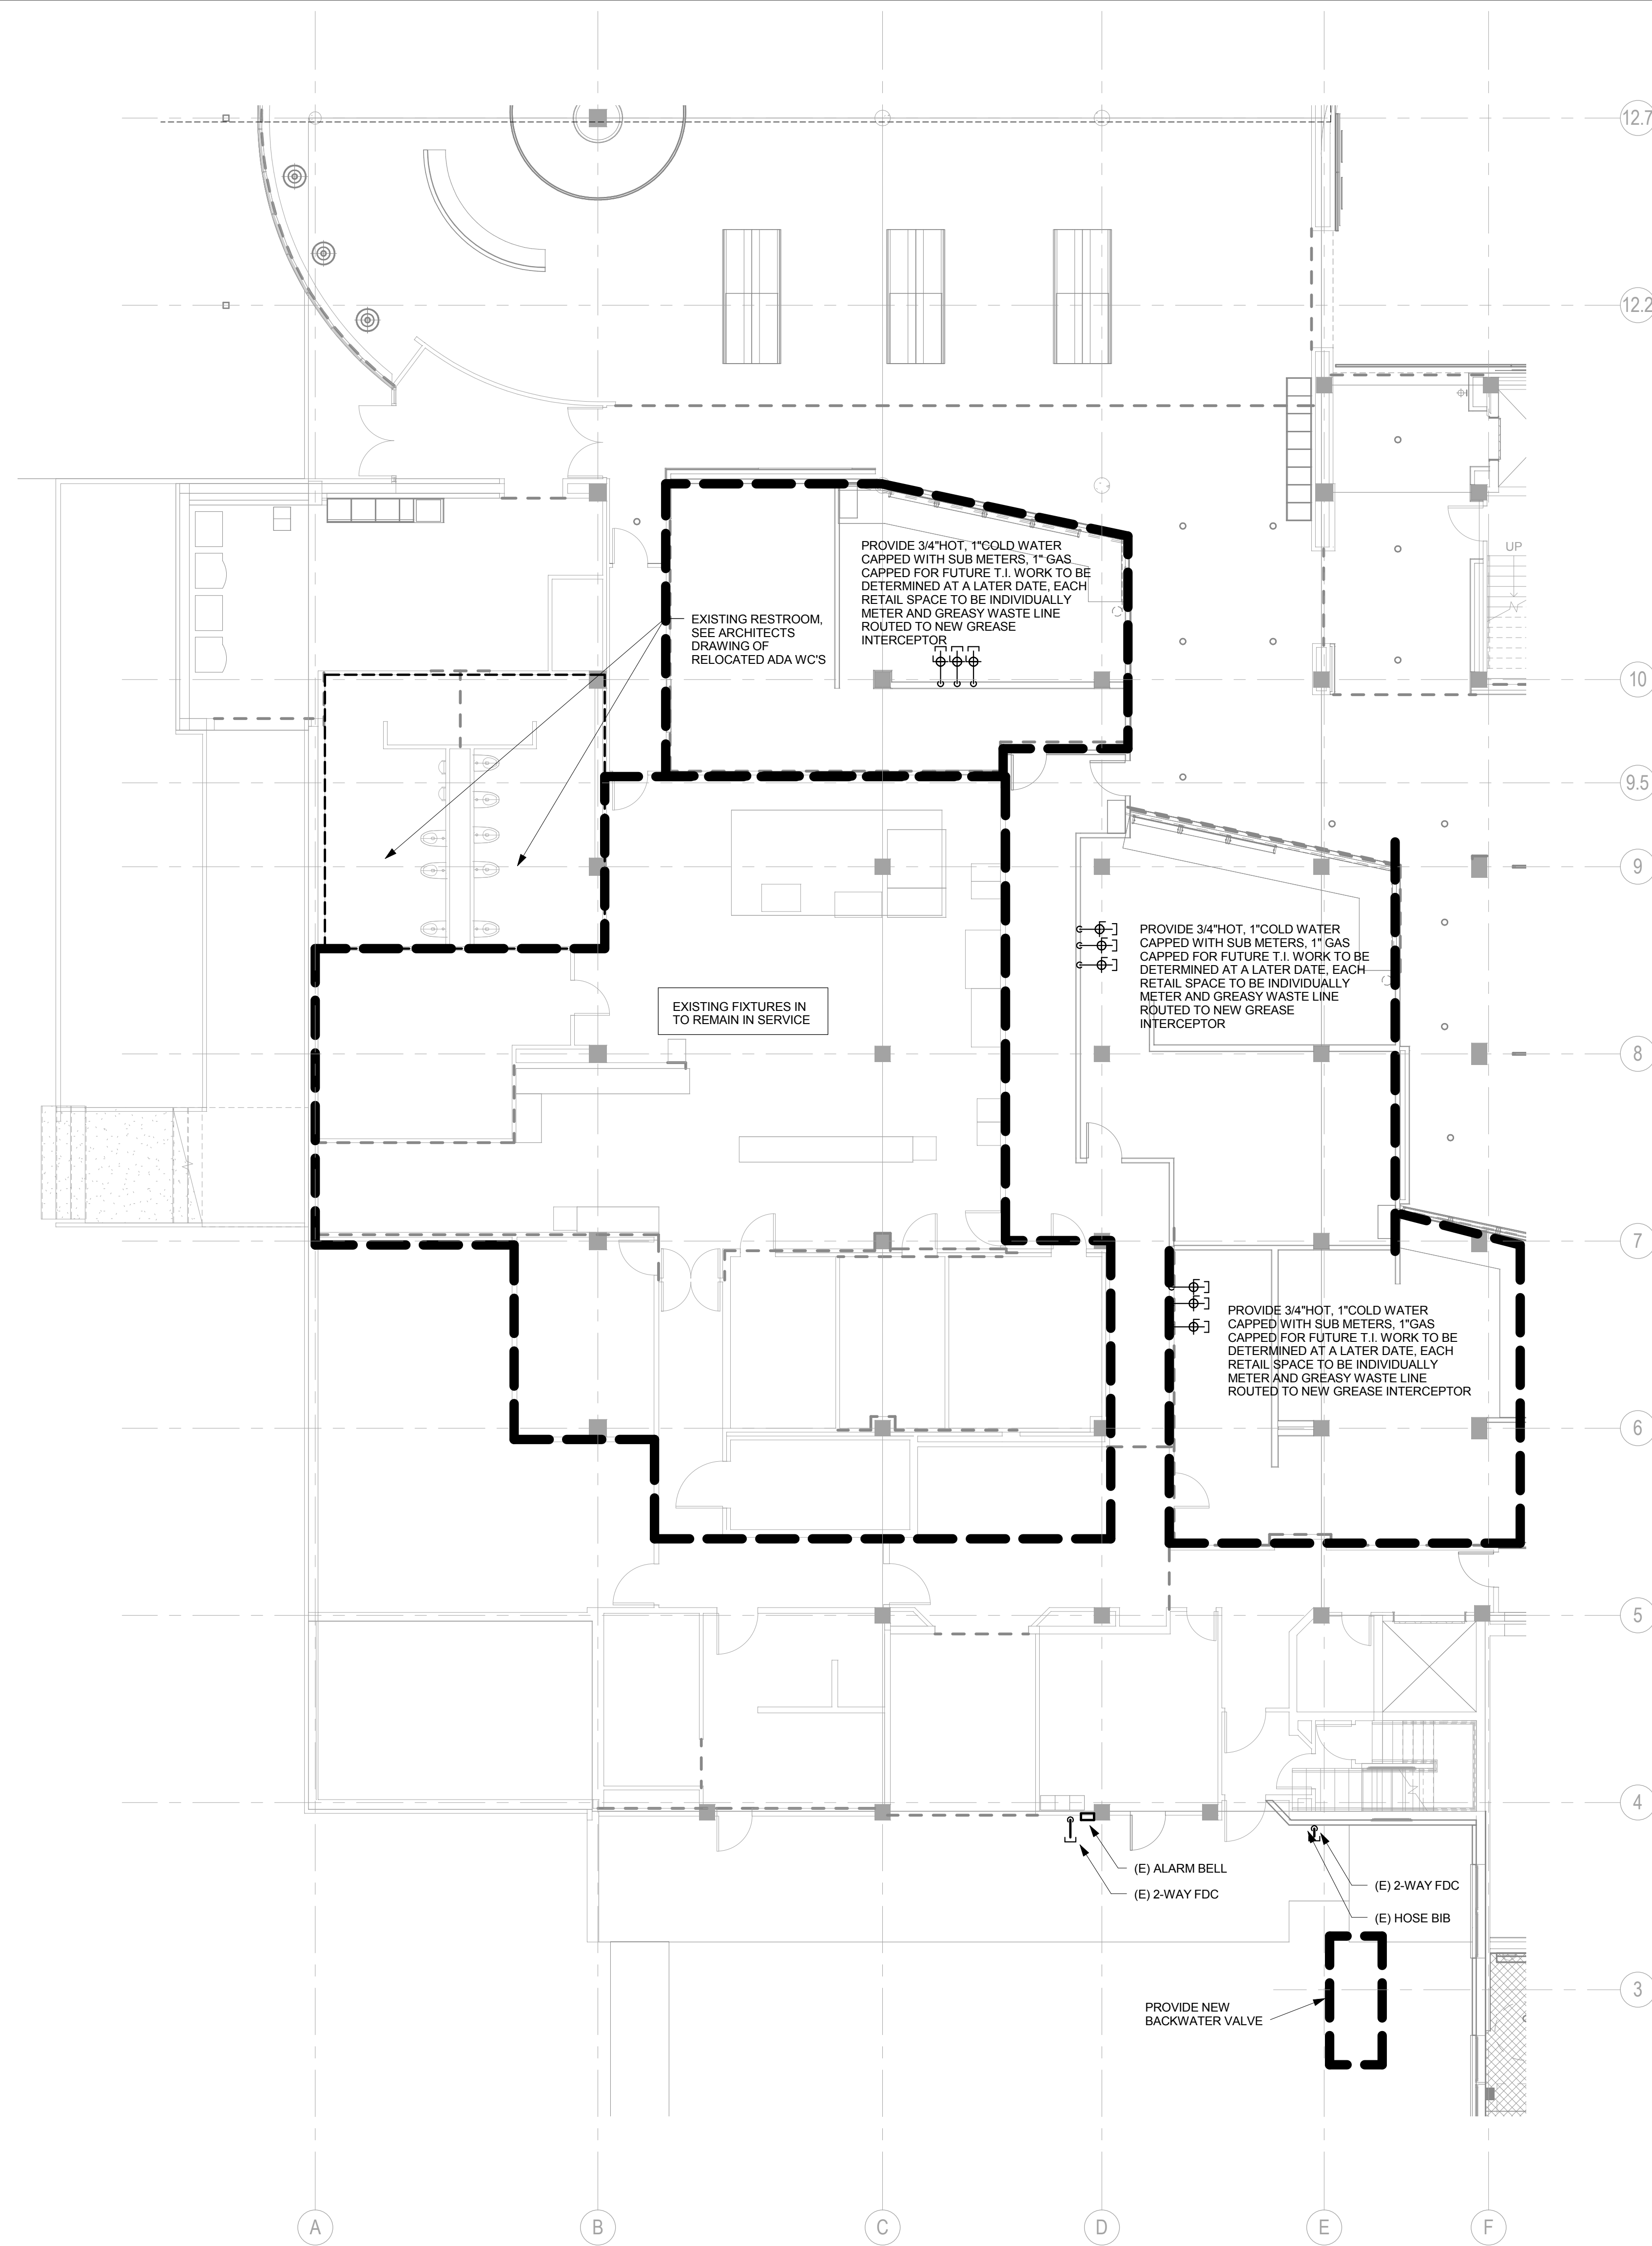 12.7
12.2
UP
PROVIDE 3/4"HOT, 1"COLD WATER
CAPPED WITH SUB METERS, 1" GAS
CAPPED FOR FUTURE T.I. WORK TO BE
DETERMINED AT A LATER DATE, EACH
RETAIL SPACE TO BE INDIVIDUALLY
METER AND GREASY WASTE LINE
ROUTED TO NEW GREASE
INTERCEPTOR
EXISTING RESTROOM,
SEE ARCHITECTS
DRAWING OF
RELOCATED ADA WC'S
10
9.5
9
PROVIDE 3/4"HOT, 1"COLD WATER
CAPPED WITH SUB METERS, 1" GAS
CAPPED FOR FUTURE T.I. WORK TO BE
DETERMINED AT A LATER DATE, EACH
RETAIL SPACE TO BE INDIVIDUALLY
METER AND GREASY WASTE LINE
ROUTED TO NEW GREASE
INTERCEPTOR
EXISTING FIXTURES IN
TO REMAIN IN SERVICE
8
7
PROVIDE 3/4"HOT, 1"COLD WATER
CAPPED WITH SUB METERS, 1"GAS
CAPPED FOR FUTURE T.I. WORK TO BE
DETERMINED AT A LATER DATE, EACH
RETAIL SPACE TO BE INDIVIDUALLY
METER AND GREASY WASTE LINE
ROUTED TO NEW GREASE INTERCEPTOR
6
5
4
(E) ALARM BELL
(E) 2-WAY FDC
(E) 2-WAY FDC
(E) HOSE BIB
3
PROVIDE NEW
BACKWATER VALVE
A
B
C
D
E
F